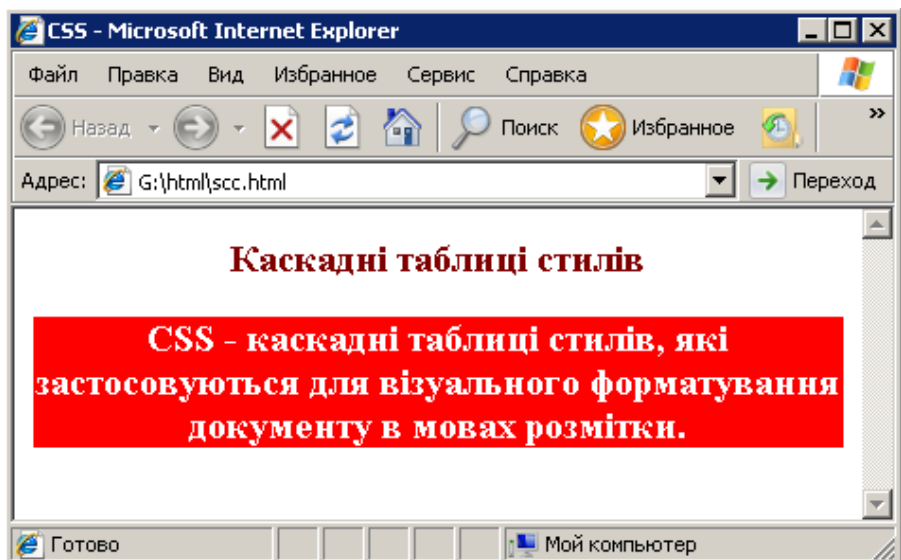 CSS - Microsoft Internet Explorer
Файл Правка Вид Избранное Сервис Справка
Назад Поиск Избранное »
Адрес: G:\html\scc.html Переход
Каскадні таблиці стилів
CSS - каскадні таблиці стилів, які
застосовуються для візуального форматування
документу в мовах розмітки.
Готово Мой компьютер